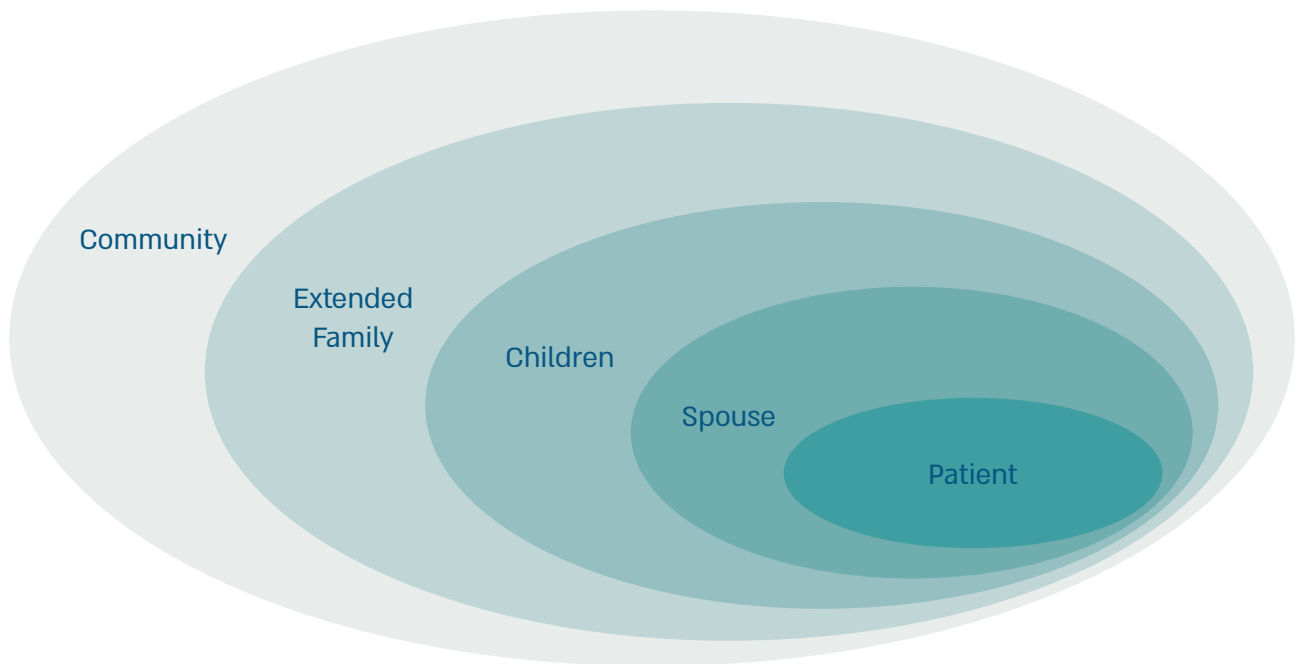 Community
Extended
Family
Children
Spouse
Patient